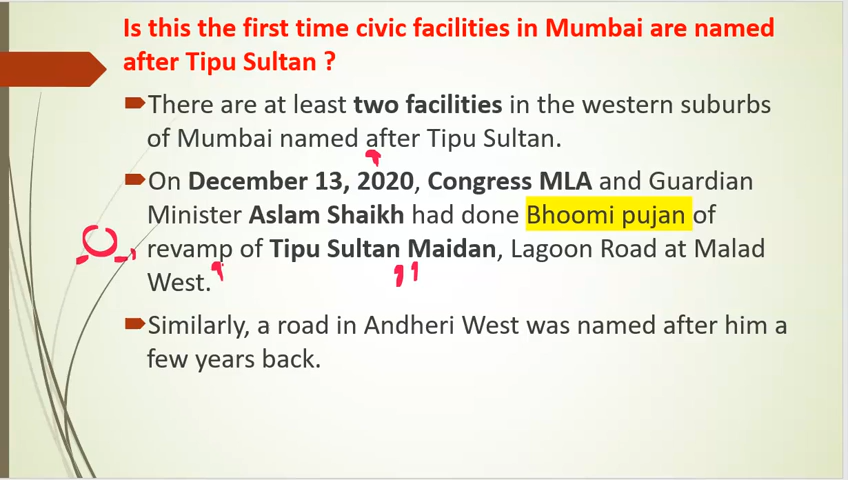 Is this the first time civic facilities in Mumbai are named
after Tipu Sultan ?
There are at least two facilities in the western suburbs
of Mumbai named after Tipu Sultan.
On December 13, 2020, Congress MLA and Guardian
Minister Aslam Shaikh had done Bhoomi pujan of
revamp of Tipu Sultan Maidan, Lagoon Road at Malad
West.
Similarly, a road in Andheri West was named after him a
few years back.